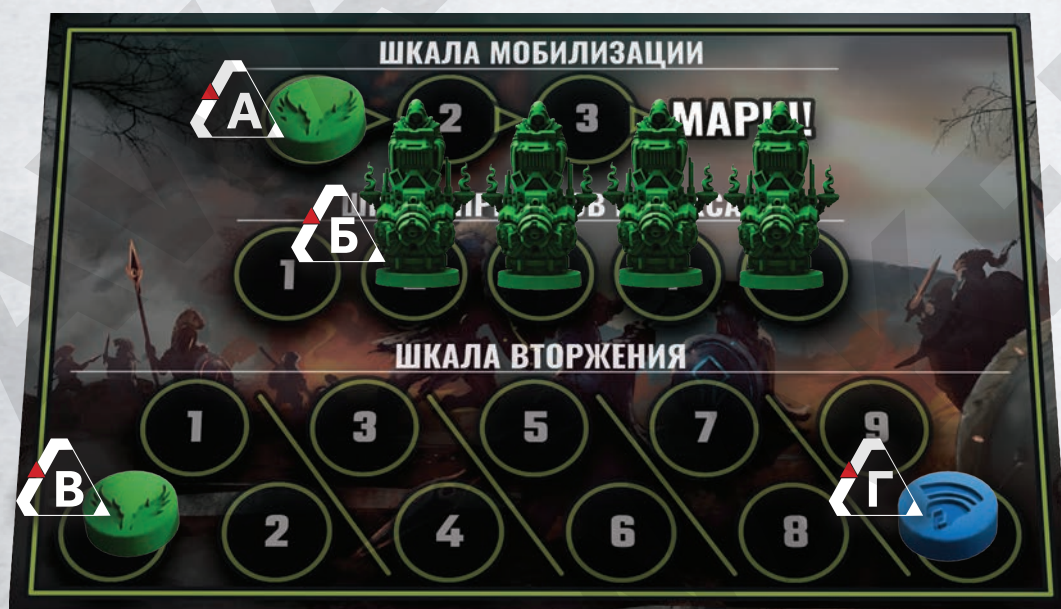 ШКАЛА МОБИЛИЗАЦИИ
А 2 3 МАРШ!
Б
1
ШКАЛА ВТОРЖЕНИЯ
1 3 5 7 9
В 2 4 6 8 Г